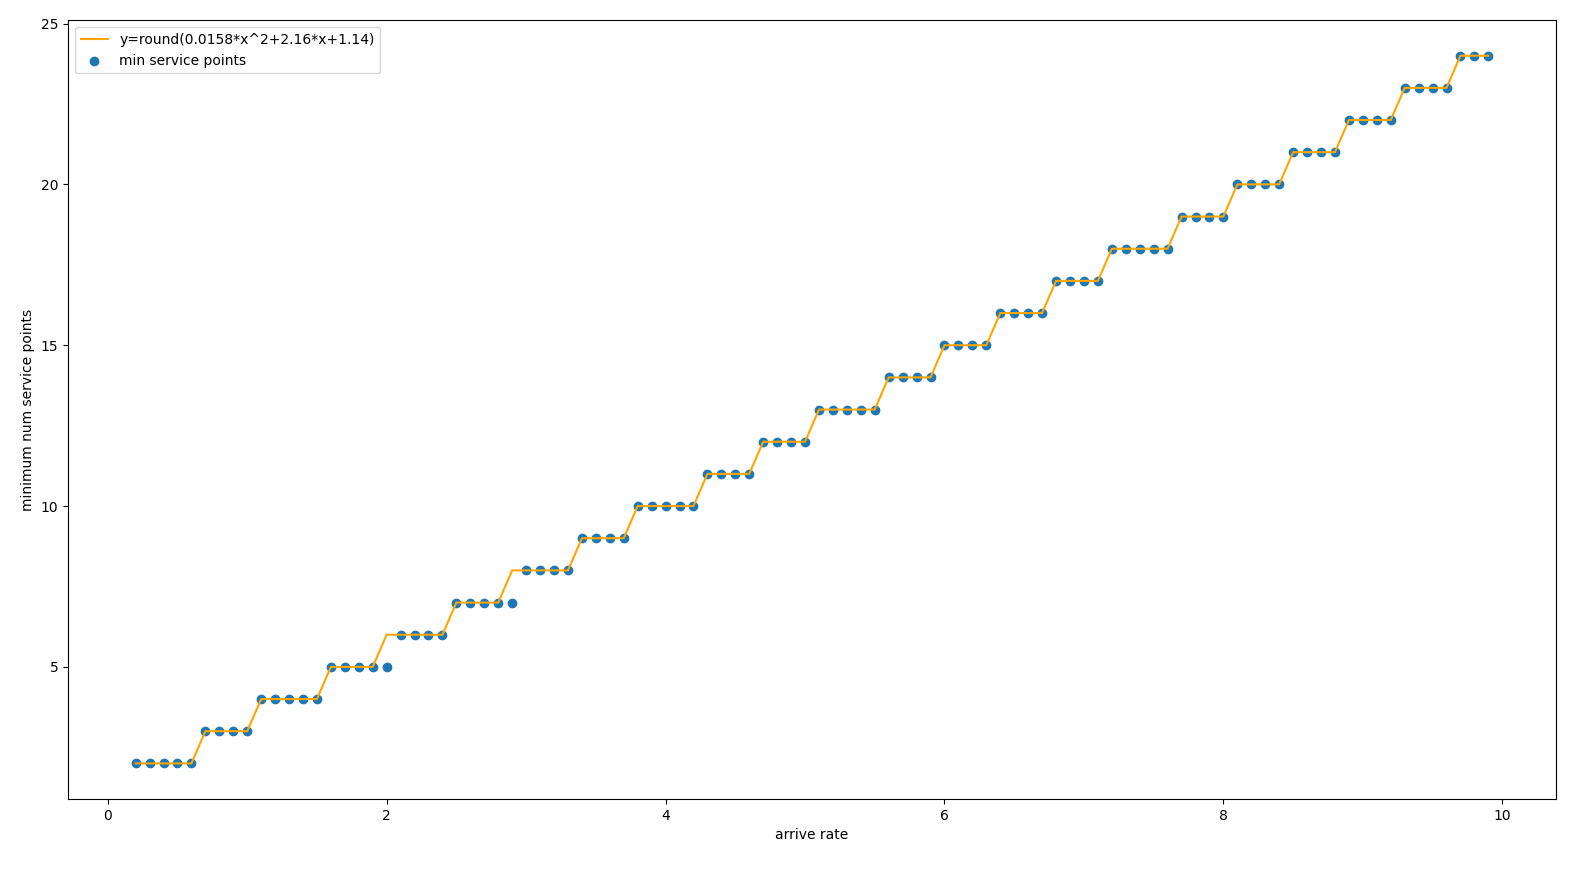 25
y=round(0.0158*x^2+2.16*x+1.14)
min service points
20
15
10
5
minimum num service points
0 2 4 6 8 10
arrive rate